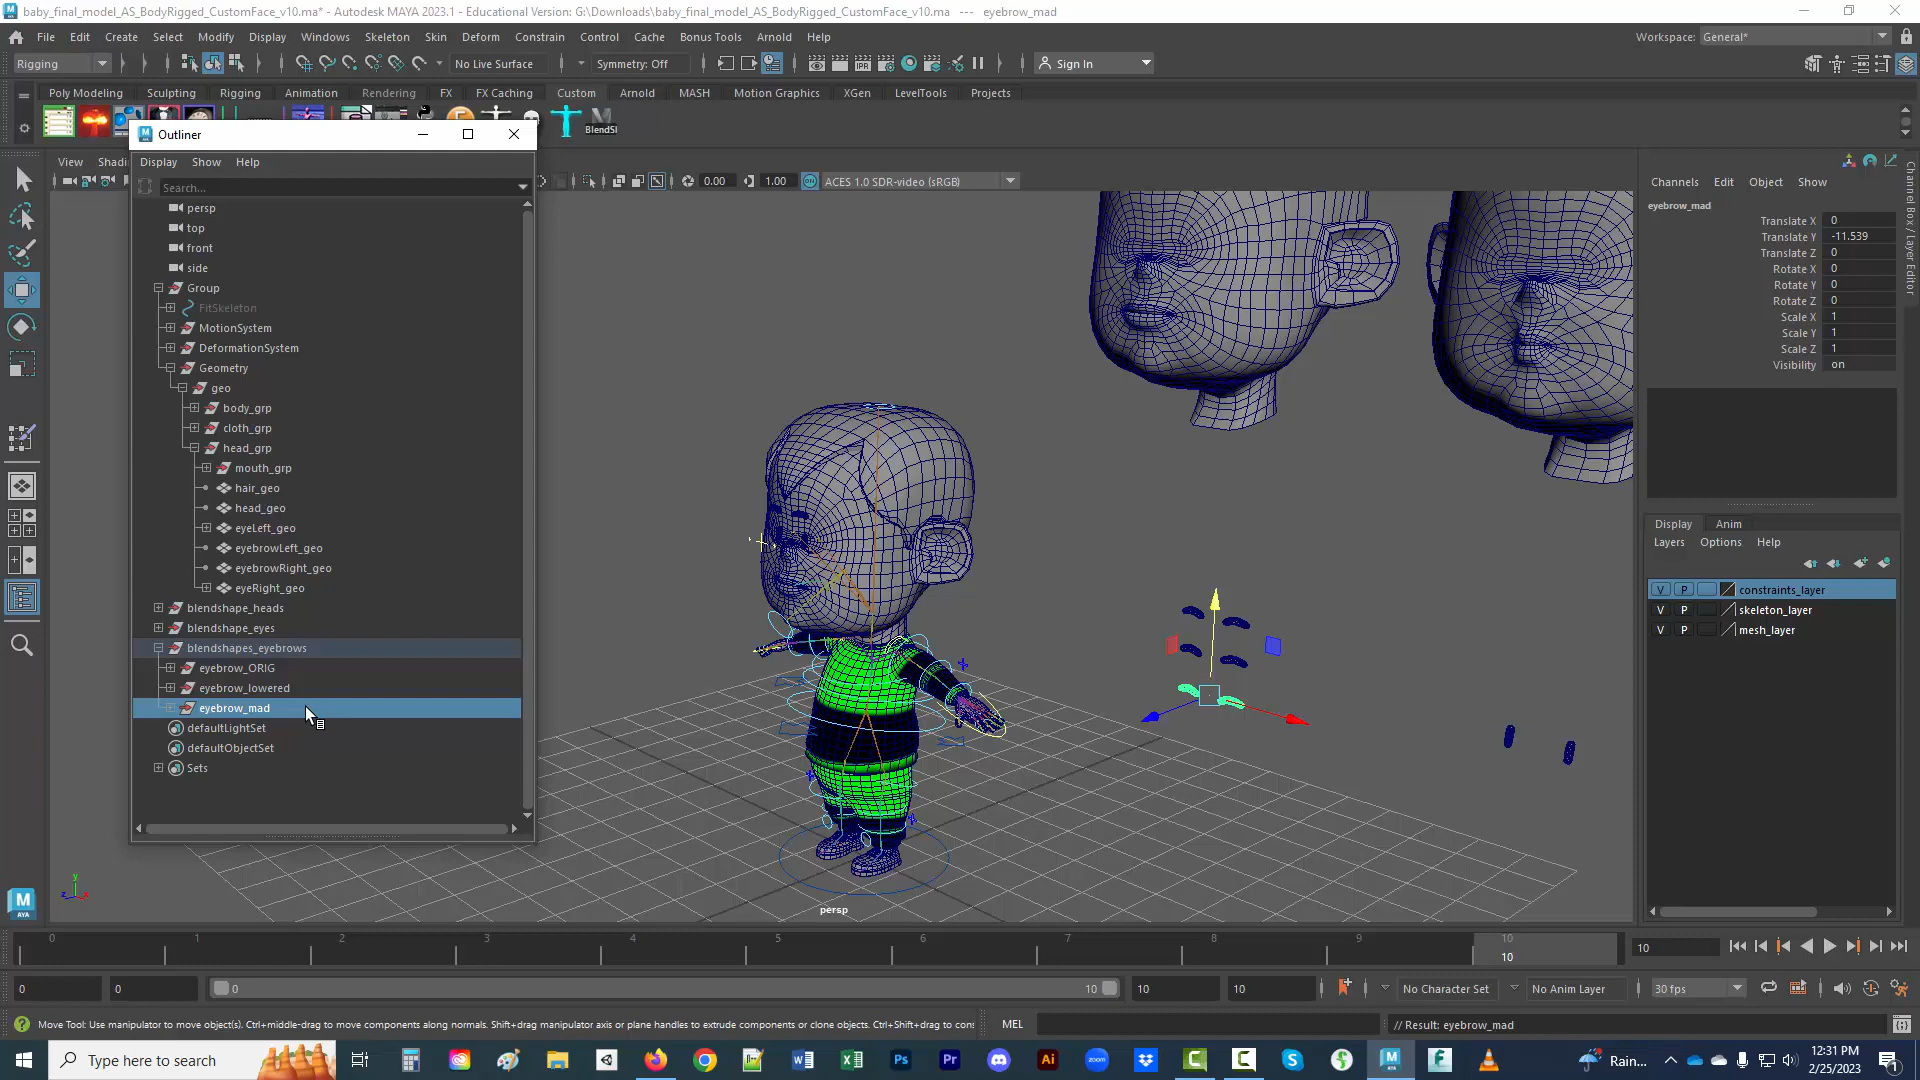 baby_final_model_AS_BodyRigged_CustomFace_v10.ma* - Autodesk MAYA 2023.1 - Educational Version: G:\Downloads\baby_final_model_AS_BodyRigged_CustomFace_v10.ma --- eyebrow_mad
File Edit Create Select Modify Display Windows Skeleton Skin Deform Constrain Control Cache Bonus Tools Arnold Help
Workspace: General*
Rigging
No Live Surface
Symmetry: Off
Sign In
Poly Modeling Sculpting Rigging Animation Rendering FX FX Caching Custom Arnold MASH Motion Graphics XGen LevelTools Projects
BlendSl
Outliner
View Shadi
Display Show Help
Search...
0.00 1.00 ACES 1.0 SDR-video (sRGB)
persp
top
front
side
Group
FitSkeleton
MotionSystem
DeformationSystem
Geometry
geo
body_grp
cloth_grp
head_grp
mouth_grp
hair_geo
head_geo
eyeLeft_geo
eyebrowLeft_geo
eyebrowRight_geo
eyeRight_geo
blendshape_heads
blendshape_eyes
blendshapes_eyebrows
eyebrow_ORIG
eyebrow_lowered
eyebrow_mad
defaultLightSet
defaultObjectSet
Sets
persp
y
x
z
Channels Edit Object Show
eyebrow_mad
Translate X 0
Translate Y -11.539
Translate Z 0
Rotate X 0
Rotate Y 0
Rotate Z 0
Scale X 1
Scale Y 1
Scale Z 1
Visibility on
Channel Box / Layer Editor
Display Anim
Layers Options Help
V P constraints_layer
V P skeleton_layer
V P mesh_layer
0 1 2 3 4 5 6 7 8 9 10
10
10
0 0 0 10 10 10
No Character Set
No Anim Layer
30 fps
Move Tool: Use manipulator to move object(s). Ctrl+middle-drag to move components along normals. Shift+drag manipulator axis or plane handles to extrude components or clone objects. Ctrl+Shift+drag to cons
MEL
// Result: eyebrow_mad
M
AYA
Type here to search
Rain...
12:31 PM
2/25/2023
1